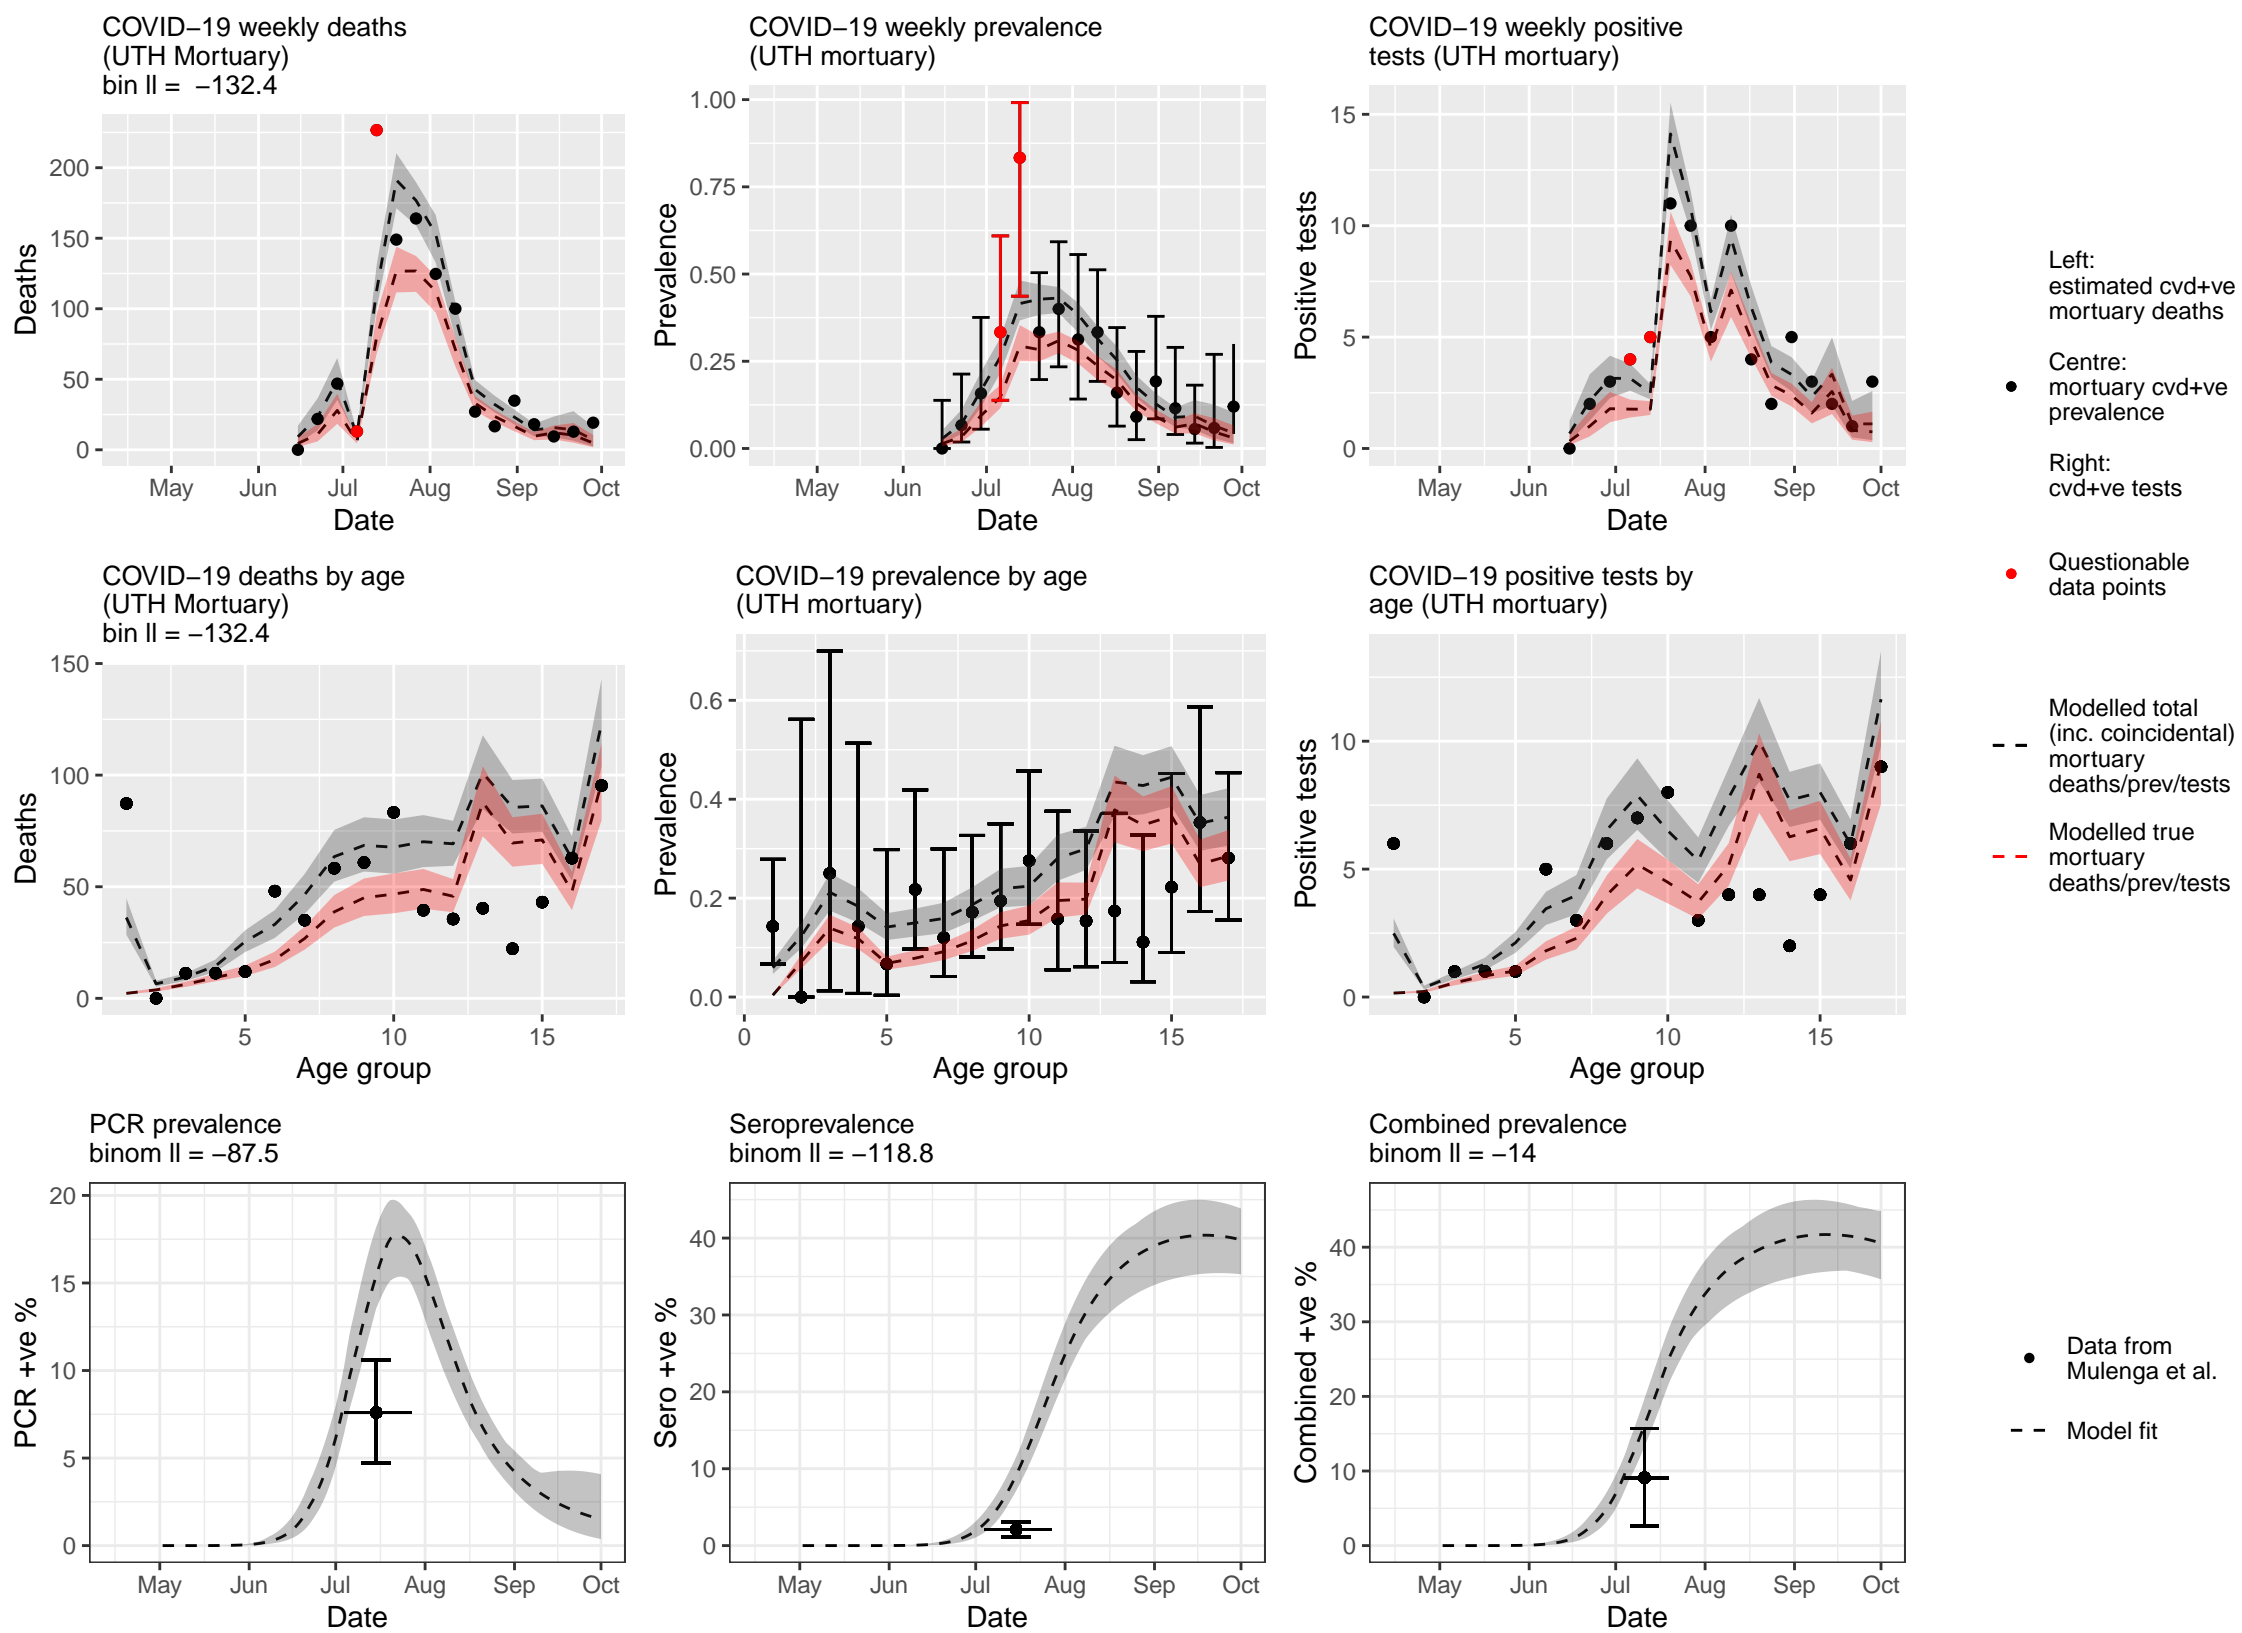 COVID−19 weekly deaths
(UTH Mortuary)
bin ll =  −132.4
200
150
100
50
0
Deaths
May
Jun
Jul
Aug
Sep
Oct
Date
COVID−19 weekly prevalence
(UTH mortuary)
1.00
0.75
0.50
0.25
0.00
Prevalence
May
Jun
Jul
Aug
Sep
Oct
Date
COVID−19 weekly positive
tests (UTH mortuary)
15
10
5
0
Positive tests
May
Jun
Jul
Aug
Sep
Oct
Date
Left:
estimated cvd+ve
mortuary deaths
Centre:
mortuary cvd+ve
prevalence
Right:
cvd+ve tests
Questionable
data points
COVID−19 deaths by age
(UTH Mortuary)
bin ll = −132.4
150
100
50
0
Deaths
5
10
15
Age group
COVID−19 prevalence by age
(UTH mortuary)
0.6
0.4
0.2
0.0
Prevalence
0
5
10
15
Age group
COVID−19 positive tests by
age (UTH mortuary)
10
5
0
Positive tests
5
10
15
Age group
Modelled total
(inc. coincidental)
mortuary
deaths/prev/tests
Modelled true
mortuary
deaths/prev/tests
PCR prevalence
binom ll = −87.5
20
15
10
5
0
PCR +ve %
May
Jun
Jul
Aug
Sep
Oct
Date
Seroprevalence
binom ll = −118.8
40
30
20
10
0
Sero +ve %
May
Jun
Jul
Aug
Sep
Oct
Date
Combined prevalence
binom ll = −14
40
30
20
10
0
Combined +ve %
May
Jun
Jul
Aug
Sep
Oct
Date
Data from
Mulenga et al.
Model fit